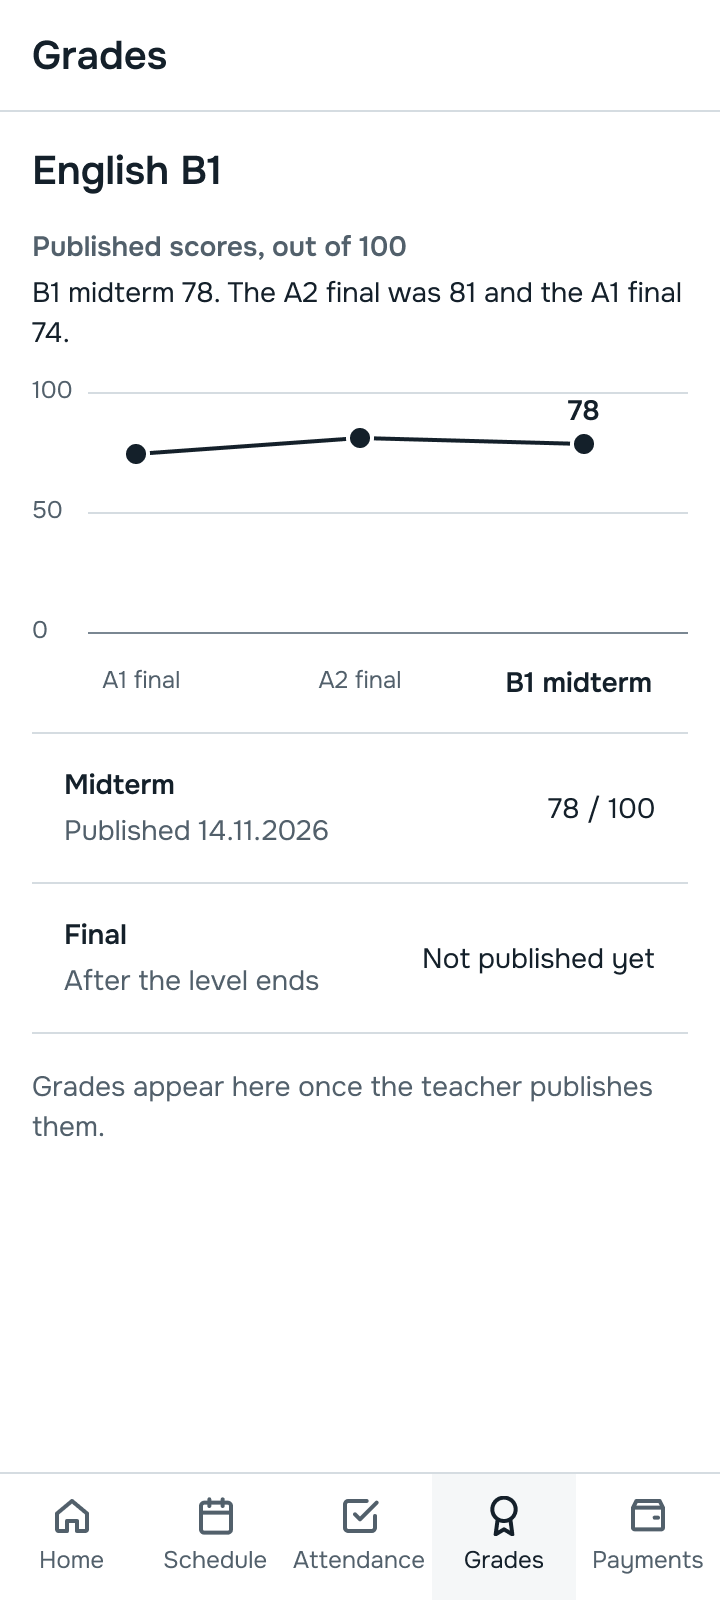 Grades
English B1
Published scores, out of 100
B1 midterm 78. The A2 final was 81 and the A1 final
74.
100
78
50
0
A1 final
A2 final
B1 midterm
Midterm
Published 14.11.2026
78 / 100
Final
After the level ends
Not published yet
Grades appear here once the teacher publishes
them.
Home
Schedule
Attendance
Grades
Payments